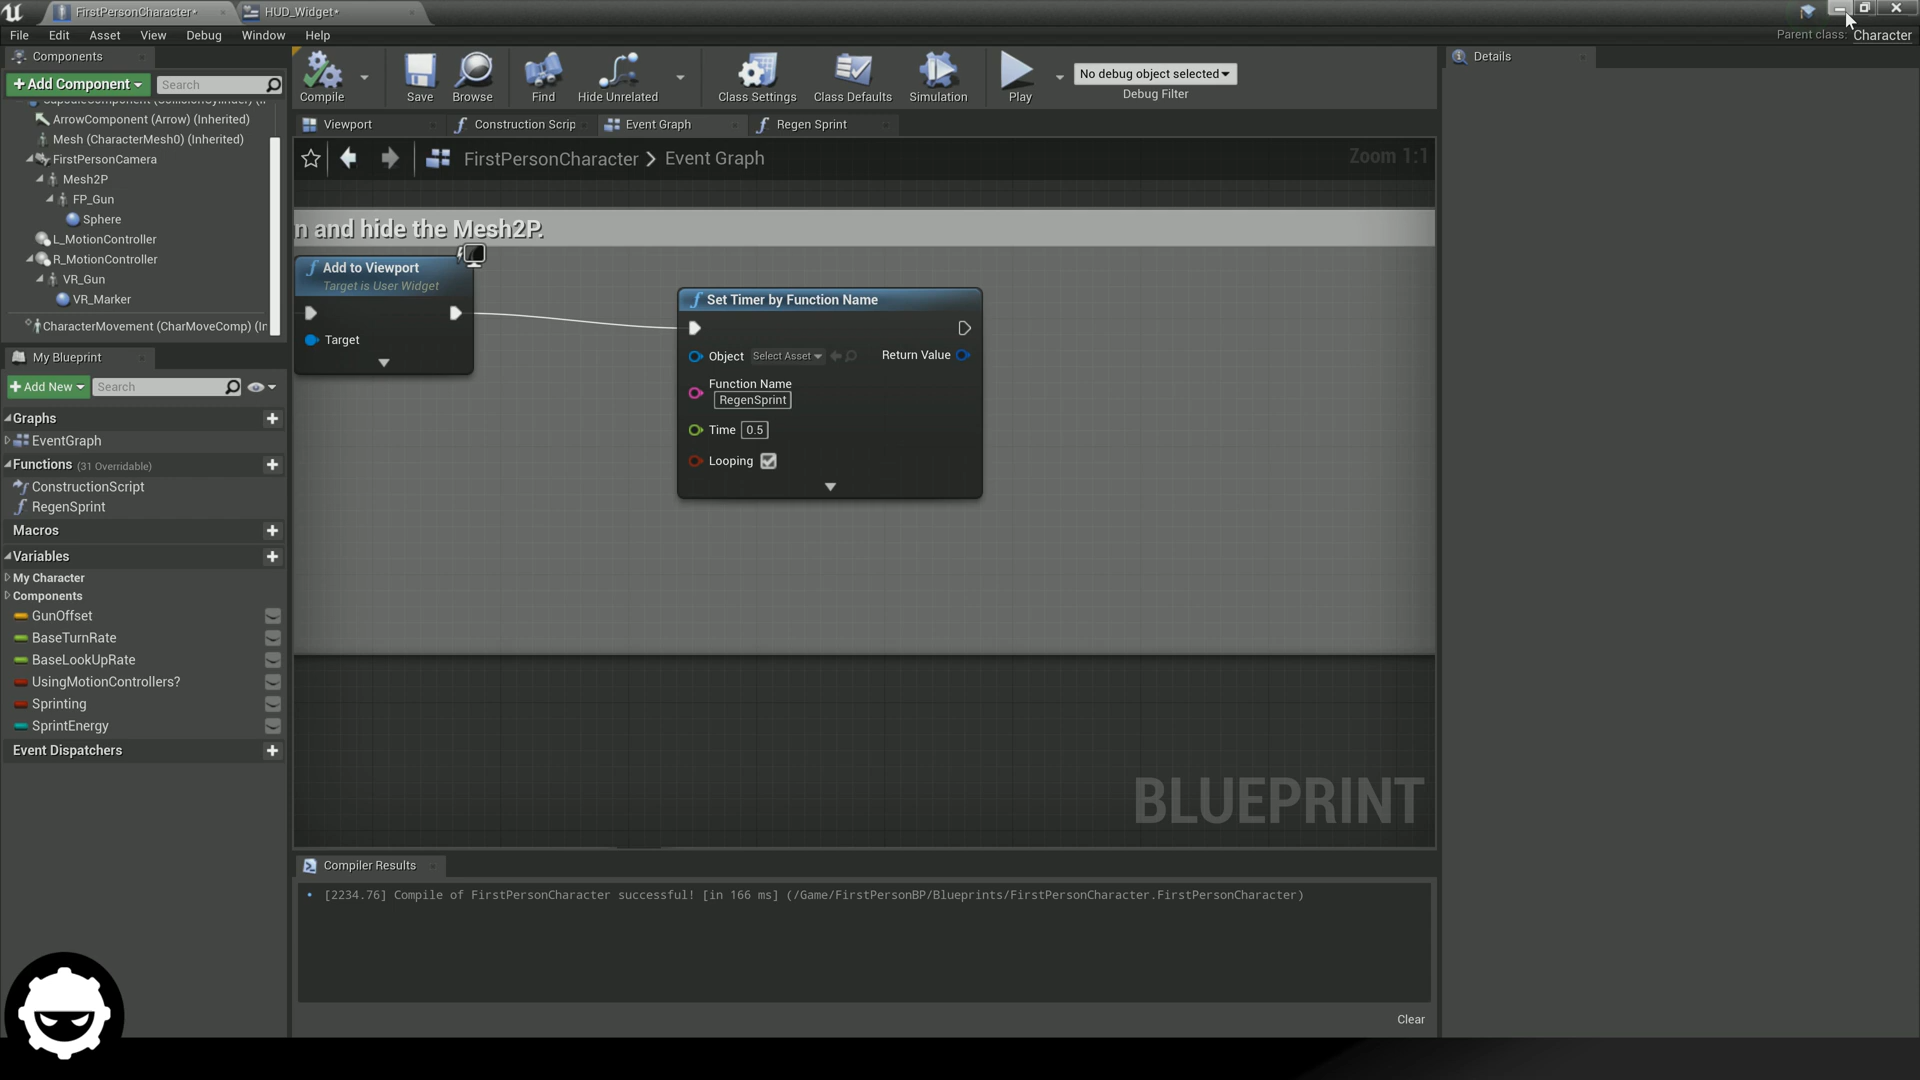 FirstPersonCharacter*
HUD_Widget*
File Edit Asset View Debug Window Help
Parent class: Character
Components
+ Add Component
Search
ArrowComponent (Arrow) (Inherited)
Mesh (CharacterMesh0) (Inherited)
FirstPersonCamera
Mesh2P
FP_Gun
Sphere
L_MotionController
R_MotionController
VR_Gun
VR_Marker
CharacterMovement (CharMoveComp) (In
My Blueprint
+ Add New
Search
Graphs
EventGraph
Functions (31 Overridable)
ConstructionScript
RegenSprint
Macros
Variables
My Character
Components
GunOffset
BaseTurnRate
BaseLookUpRate
UsingMotionControllers?
Sprinting
SprintEnergy
Event Dispatchers
Compile Save Browse Find Hide Unrelated Class Settings Class Defaults Simulation Play
No debug object selected
Debug Filter
Viewport
Construction Scrip
Event Graph
Regen Sprint
FirstPersonCharacter > Event Graph
Zoom 1:1
n and hide the Mesh2P.
Add to Viewport
Target is User Widget
Target
Set Timer by Function Name
Object Select Asset
Return Value
Function Name
RegenSprint
Time 0.5
Looping
BLUEPRINT
Compiler Results
[2234.76] Compile of FirstPersonCharacter successful! [in 166 ms] (/Game/FirstPersonBP/Blueprints/FirstPersonCharacter.FirstPersonCharacter)
Clear
Details